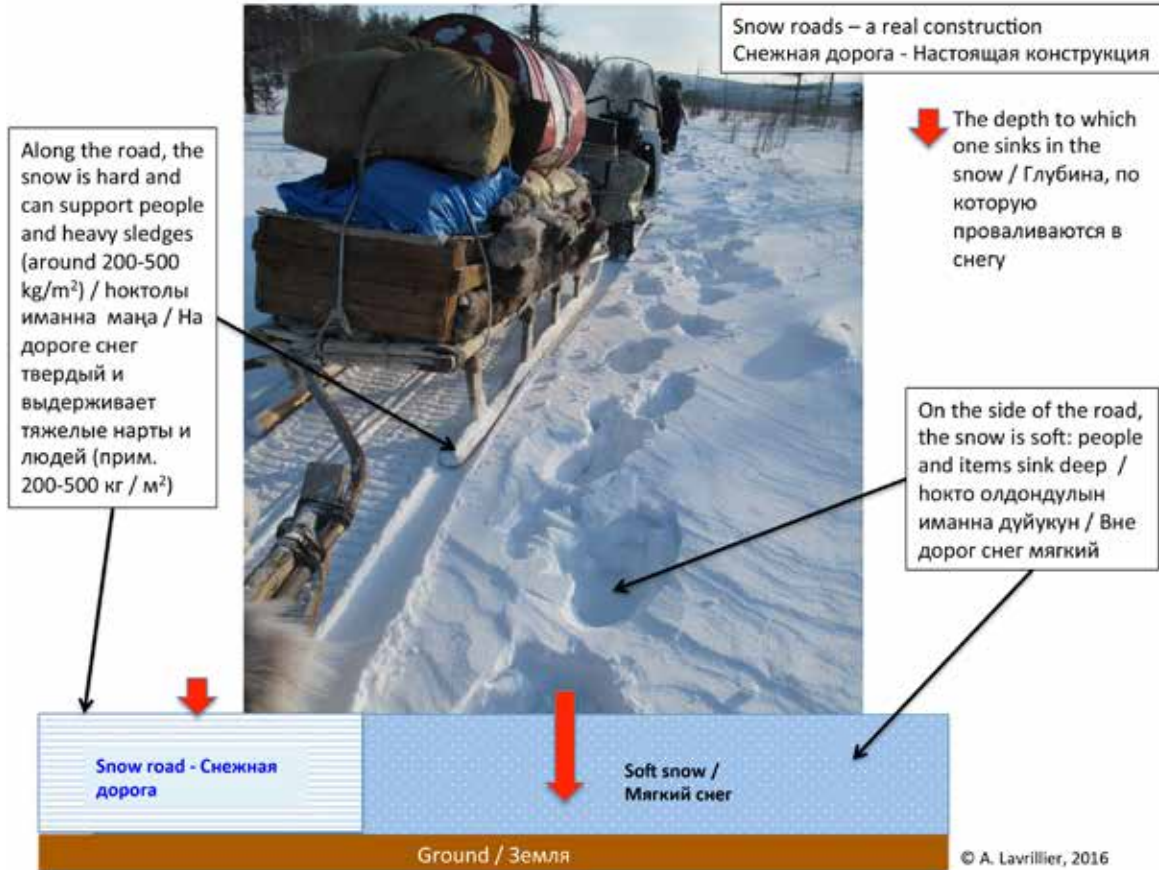 Snow roads – a real construction
Снежная дорога - Настоящая конструкция
The depth to which
one sinks in the
snow / Глубина, по
которую
проваливаются в
снегу
Along the road, the
snow is hard and
can support people
and heavy sledges
(around 200-500
kg/m²) / һоктолы
иманна маӊа / На
дороге снег
твердый и
выдерживает
тяжелые нарты и
людей (прим.
200-500 кг / м²)
On the side of the road,
the snow is soft: people
and items sink deep /
һокто олдондулын
иманна дуйукун / Вне
дорог снег мягкий
Snow road - Снежная
дорога
Soft snow /
Мягкий снег
Ground / Земля
© A. Lavrillier, 2016